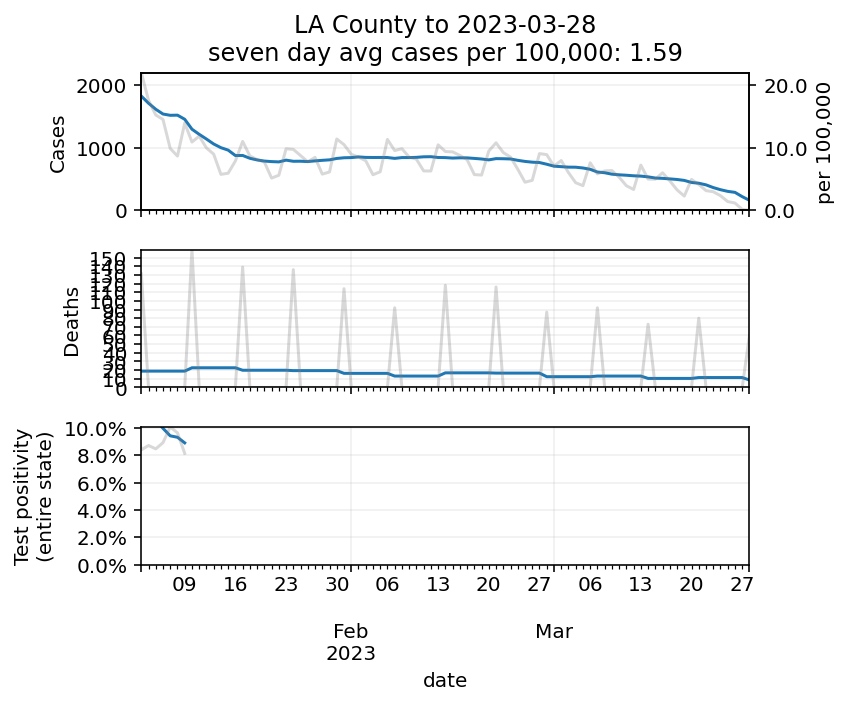 LA County to 2023-03-28
seven day avg cases per 100,000: 1.59
2000
1000
0
Cases
20.0
10.0
0.0
per 100,000
150
140
130
120
110
100
90
80
70
60
50
40
30
20
10
0
Deaths
10.0%
8.0%
6.0%
4.0%
2.0%
0.0%
Test positivity
(entire state)
09 16 23 30 06 13 20 27 06 13 20 27
Feb Mar
2023
date